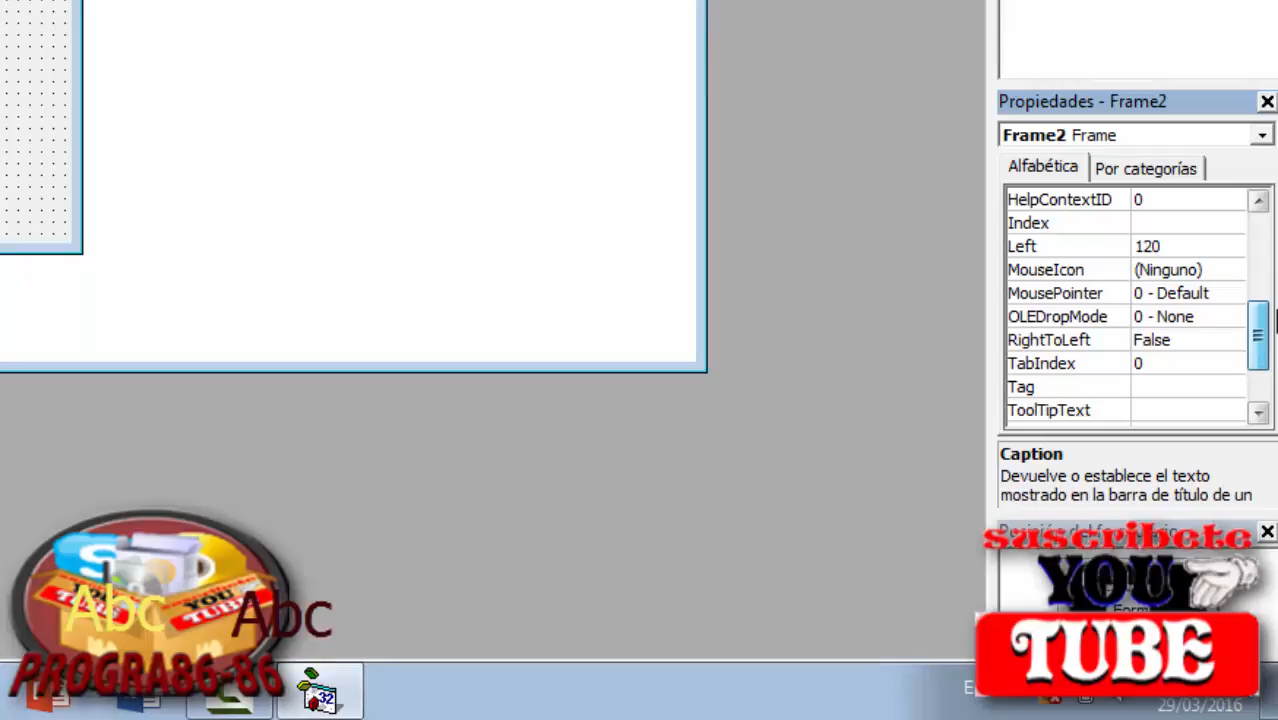 Propiedades - Frame2
Frame2 Frame
Alfabética Por categorías
HelpContextID 0
Index
Left 120
MouseIcon (Ninguno)
MousePointer 0 - Default
OLEDropMode 0 - None
RightToLeft False
TabIndex 0
Tag
ToolTipText
Caption
Devuelve o establece el texto
mostrado en la barra de título de un
suscribete
YOU
TUBE
Abc Abc
PROGRA86-86
32
29/03/2016